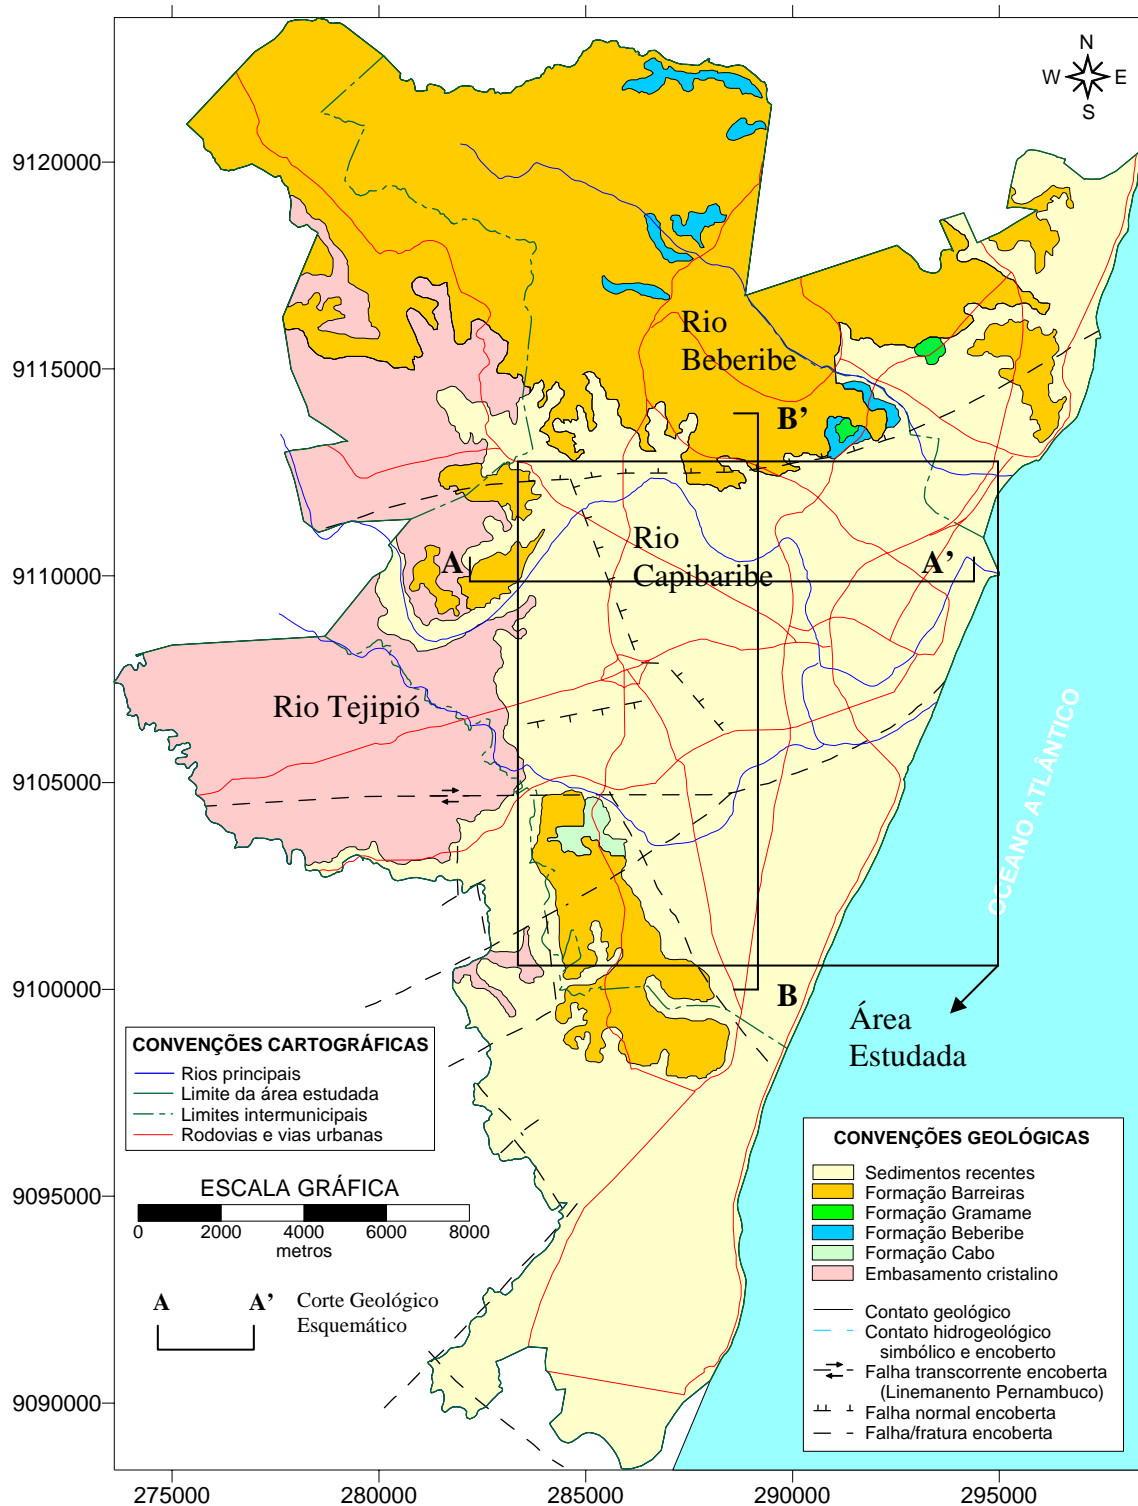 N
W E
S
9120000
9115000
9110000
9105000
9100000
9095000
9090000
275000
280000
285000
290000
295000
Rio
Beberibe
B’
Rio
Capibaribe
A
A’
Rio Tejipió
OCEANO ATLÂNTICO
B
Área
Estudada
CONVENÇÕES CARTOGRÁFICAS
Rios principais
Limite da área estudada
Limites intermunicipais
Rodovias e vias urbanas
ESCALA GRÁFICA
0 2000 4000 6000 8000
metros
A A’
Corte Geológico
Esquemático
CONVENÇÕES GEOLÓGICAS
Sedimentos recentes
Formação Barreiras
Formação Gramame
Formação Beberibe
Formação Cabo
Embasamento cristalino
Contato geológico
Contato hidrogeológico
simbólico e encoberto
Falha transcorrente encoberta
(Linemanento Pernambuco)
Falha normal encoberta
Falha/fratura encoberta